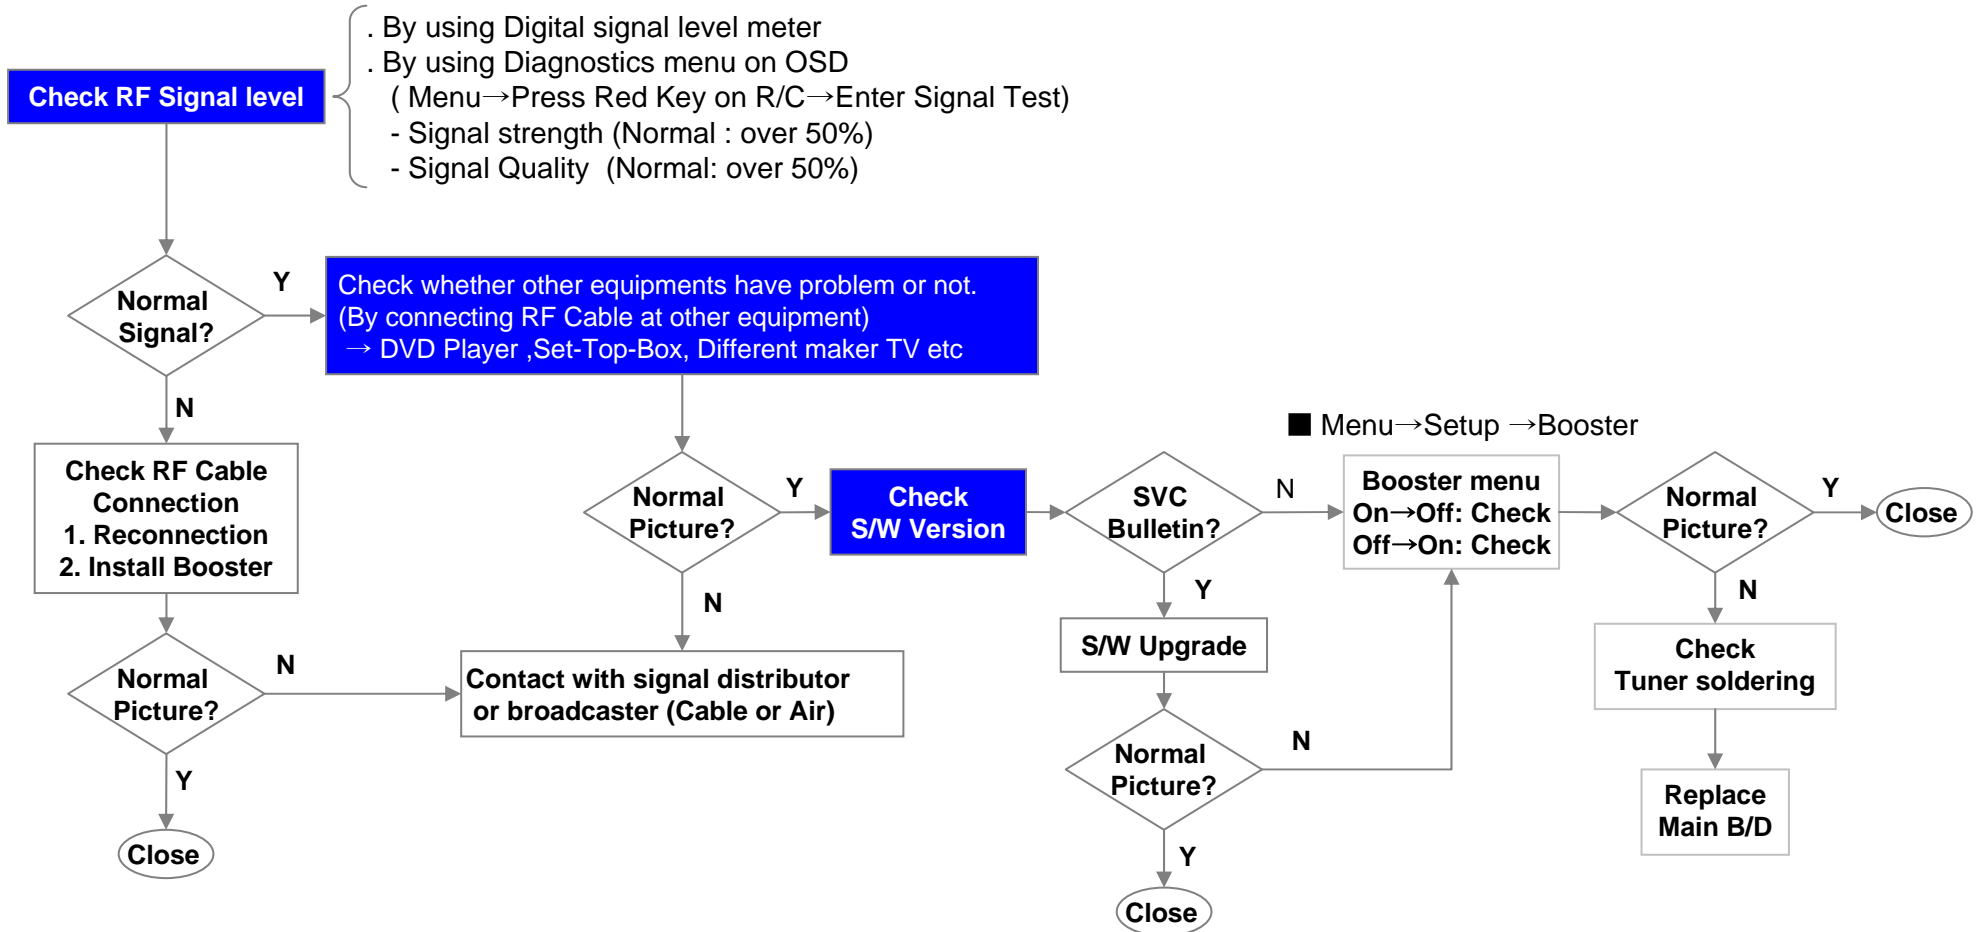 . By using Digital signal level meter
. By using Diagnostics menu on OSD
( Menu→Press Red Key on R/C→Enter Signal Test)
- Signal strength (Normal : over 50%)
- Signal Quality  (Normal: over 50%)
Check RF Signal level
Normal
Signal?
Y
N
Check whether other equipments have problem or not.
(By connecting RF Cable at other equipment)
→ DVD Player ,Set-Top-Box, Different maker TV etc
Check RF Cable
Connection
1. Reconnection
2. Install Booster
Normal
Picture?
N
Y
Close
Normal
Picture?
Y
N
Contact with signal distributor
or broadcaster (Cable or Air)
Check
S/W Version
SVC
Bulletin?
N
Y
S/W Upgrade
Normal
Picture?
N
Y
Close
■ Menu→Setup →Booster
Booster menu
On→Off: Check
Off→On: Check
Normal
Picture?
Y
Close
N
Check
Tuner soldering
Replace
Main B/D